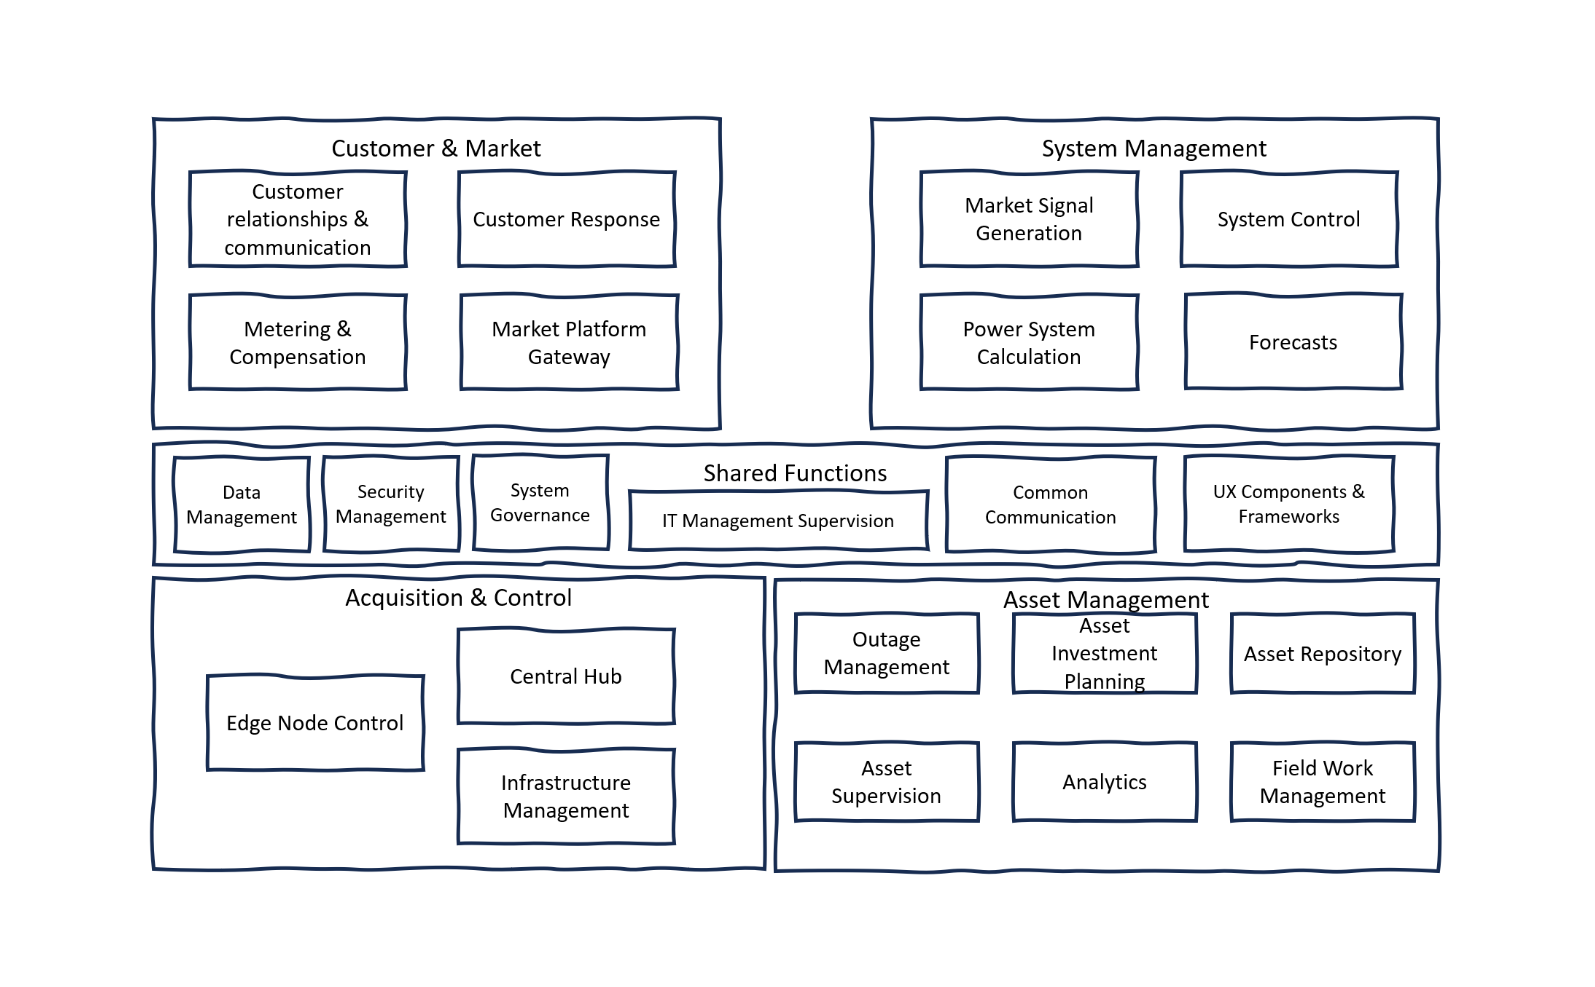 Customer & Market
Customer
relationships &
communication
Customer Response
Metering &
Compensation
Market Platform
Gateway
System Management
Market Signal
Generation
System Control
Power System
Calculation
Forecasts
Shared Functions
Data
Management
Security
Management
System
Governance
IT Management Supervision
Common
Communication
UX Components &
Frameworks
Acquisition & Control
Edge Node Control
Central Hub
Infrastructure
Management
Asset Management
Outage
Management
Asset
Investment
Planning
Asset Repository
Asset
Supervision
Analytics
Field Work
Management